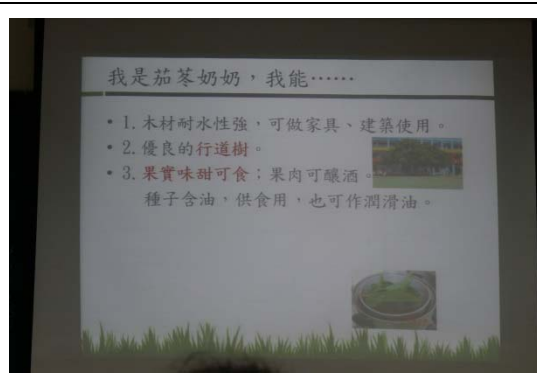 我是茄苳奶奶，我能……
• 1. 木材耐水性強，可做家具、建築使用。
• 2. 優良的行道樹。
• 3. 果實味甜可食；果肉可釀酒。
種子含油，供食用，也可作潤滑油。